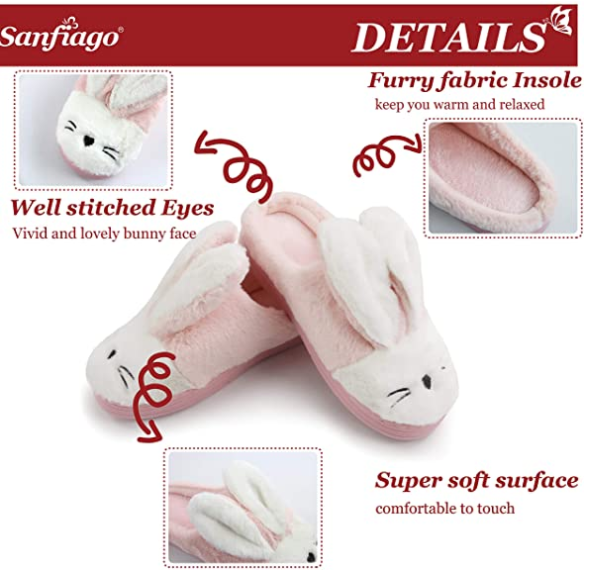 Sanfiago®
DETAILS
Furry fabric Insole
keep you warm and relaxed
Well stitched Eyes
Vivid and lovely bunny face
Super soft surface
comfortable to touch